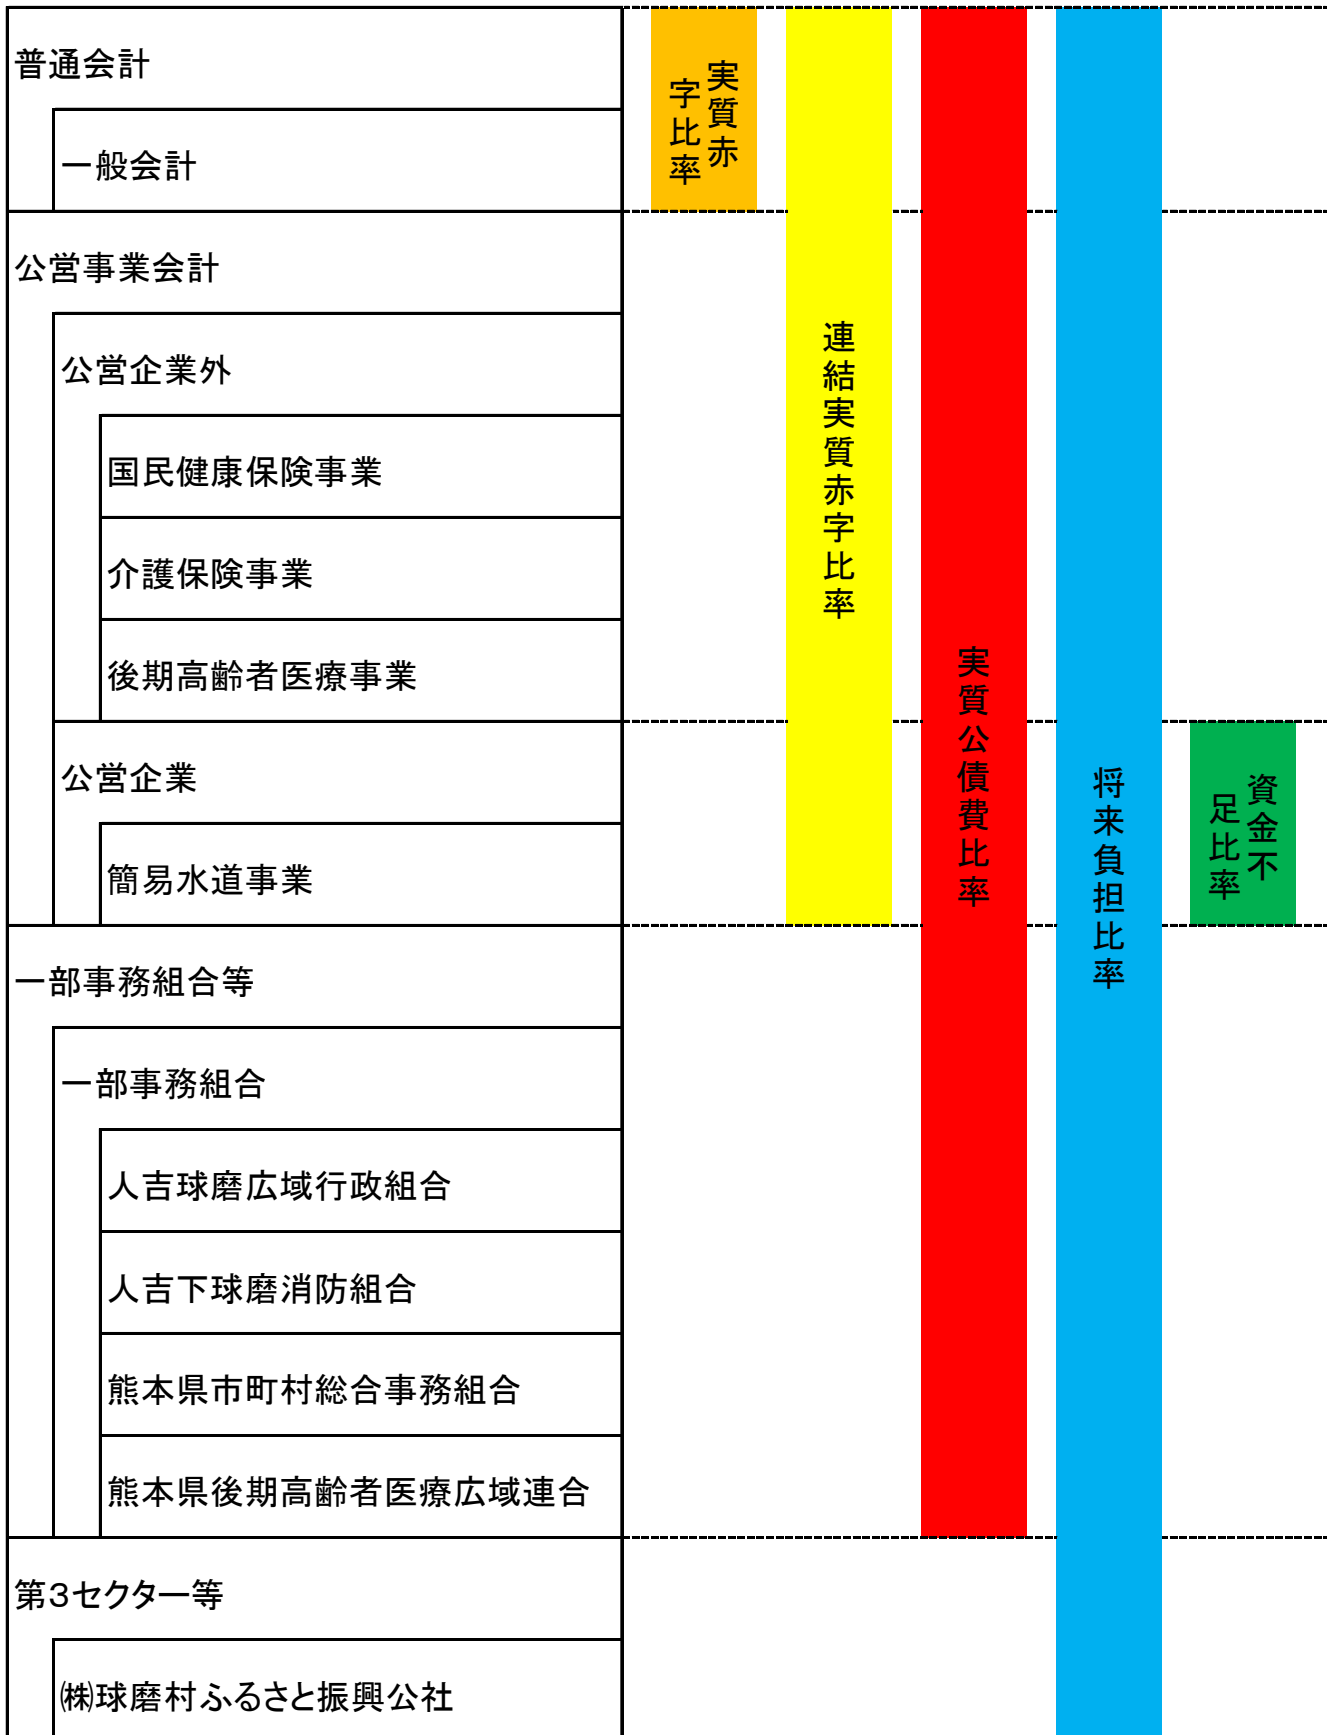 普通会計
一般会計
公営事業会計
公営企業外
国民健康保険事業
介護保険事業
後期高齢者医療事業
公営企業
簡易水道事業
一部事務組合等
一部事務組合
人吉球磨広域行政組合
人吉下球磨消防組合
熊本県市町村総合事務組合
熊本県後期高齢者医療広域連合
第3セクター等
㈱球磨村ふるさと振興公社
実質赤
字比率
連結実質赤字比率
実質公債費比率
将来負担比率
資金不
足比率